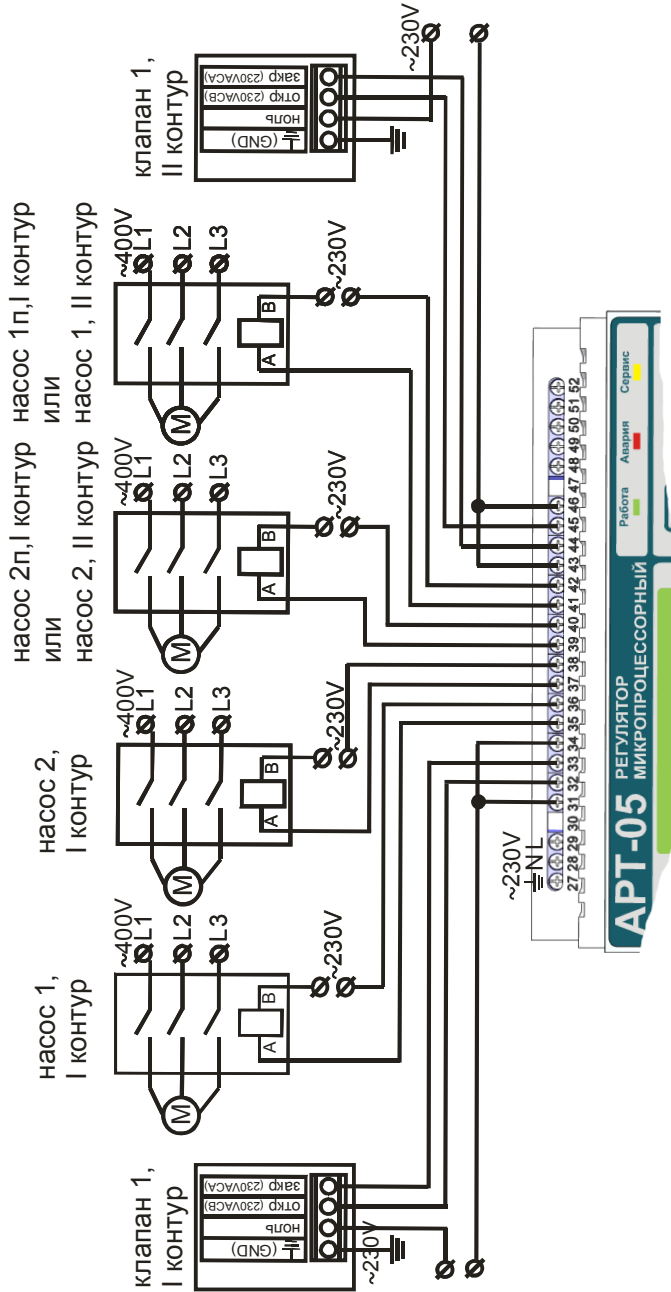 клапан 1,
I контур
закр (230VACA)
откр (230VACB)
ноль
(GND)
~230V
насос 1,
I контур
~400V
L1
L2
L3
M
A
B
~230V
насос 2,
I контур
~400V
L1
L2
L3
M
A
B
~230V
насос 2п,I контур
или
насос 2, II контур
~400V
L1
L2
L3
M
A
B
~230V
насос 1п,I контур
или
насос 1, II контур
~400V
L1
L2
L3
M
A
B
~230V
клапан 1,
II контур
закр (230VACA)
откр (230VACB)
ноль
(GND)
~230V
~230V
N L
27 28 29 30 31 32 33 34 35 36 37 38 39 40 41 42 43 44 45 46 47 48 49 50 51 52
АРТ-05 РЕГУЛЯТОР
МИКРОПРОЦЕССОРНЫЙ
Работа
Авария
Сервис